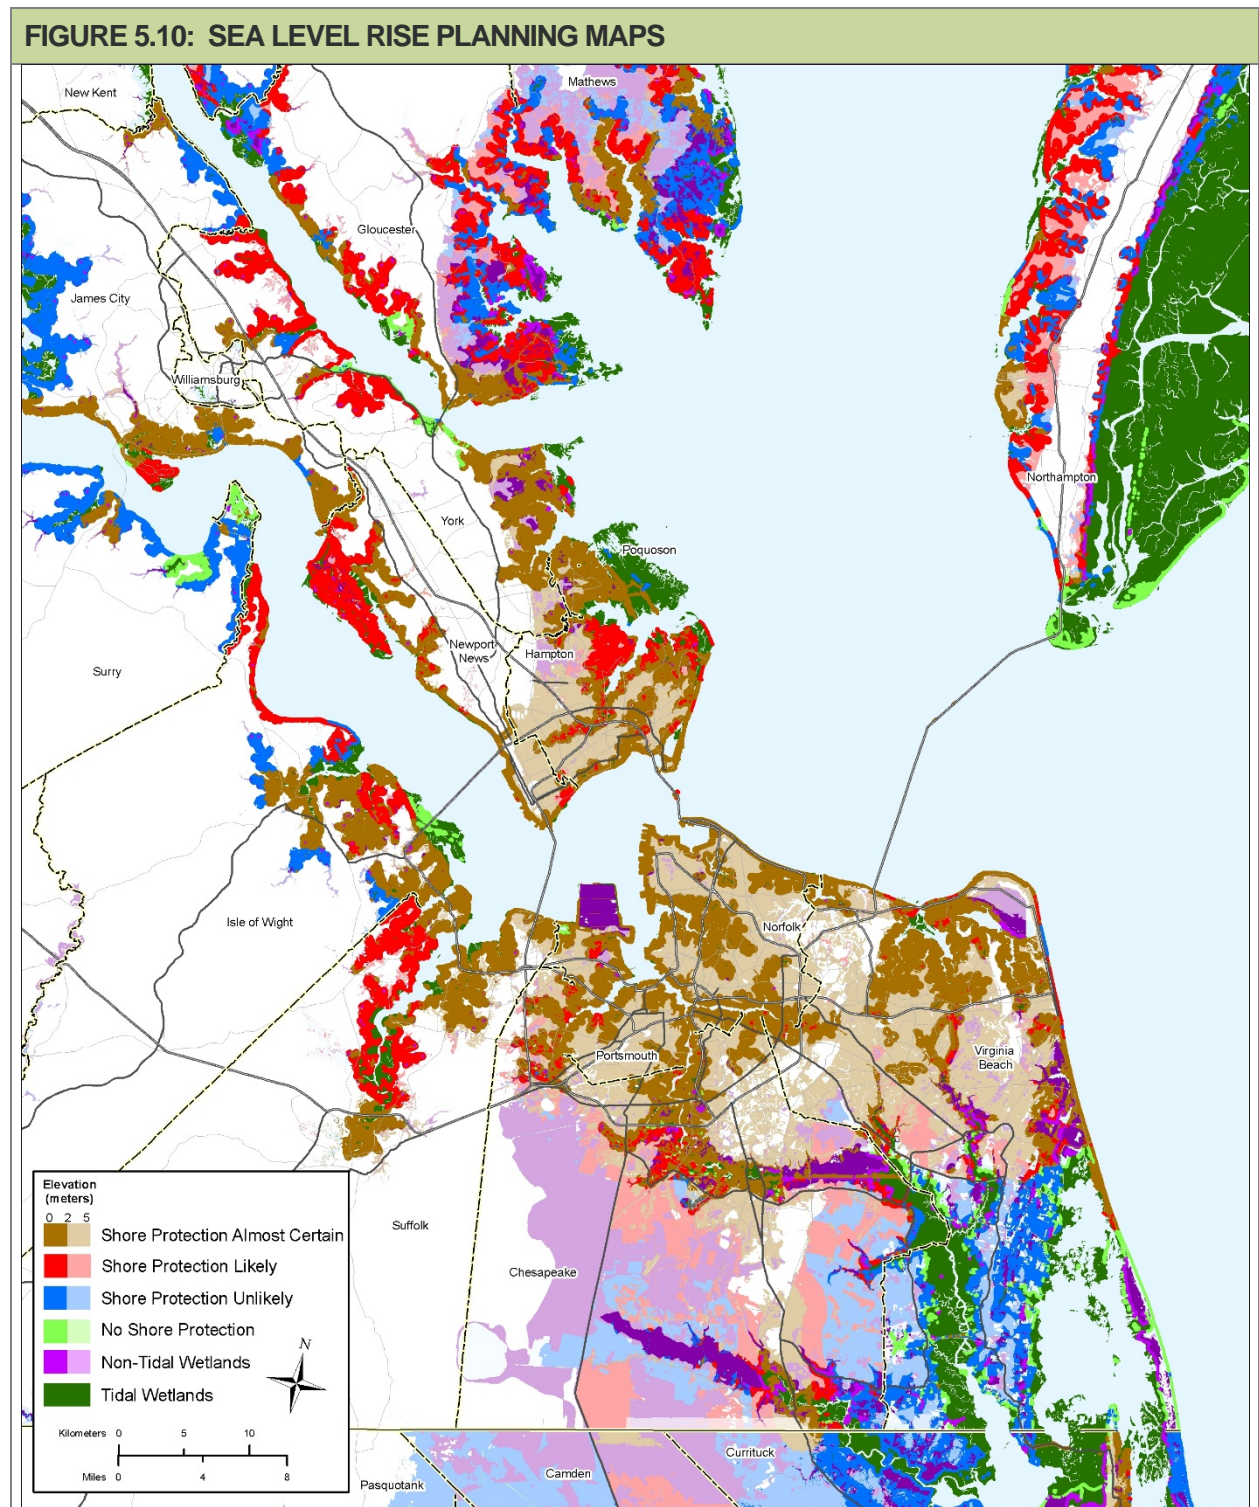 FIGURE 5.10: SEA LEVEL RISE PLANNING MAPS
Mathews
New Kent
Gloucester
James City
Williamsburg
Northampton
York
Poquoson
Newport
News
Hampton
Surry
Isle of Wight
Norfolk
Portsmouth
Virginia
Beach
Suffolk
Chesapeake
Currituck
Camden
Pasquotank
Elevation
(meters)
0 2 5
Shore Protection Almost Certain
Shore Protection Likely
Shore Protection Unlikely
No Shore Protection
Non-Tidal Wetlands
Tidal Wetlands
N
Kilometers 0 5 10
Miles 0 4 8